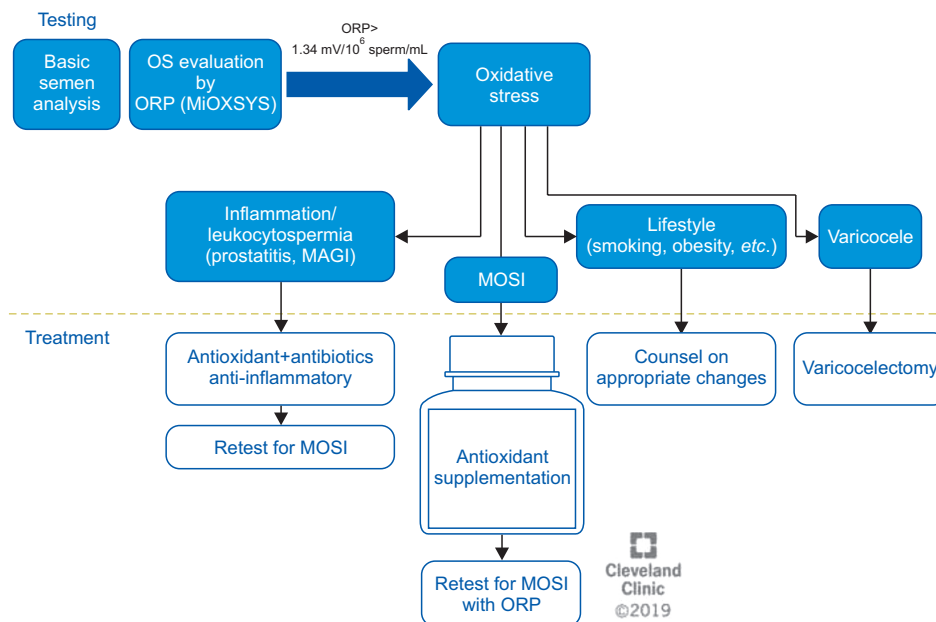 Testing
Basic
semen
analysis
OS evaluation
by
ORP (MiOXSYS)
ORP>
1.34 mV/10⁶ sperm/mL
Oxidative
stress
Inflammation/
leukocytospermia
(prostatitis, MAGI)
MOSI
Lifestyle
(smoking, obesity, etc.)
Varicocele
Treatment
Antioxidant+antibiotics
anti-inflammatory
Retest for MOSI
Antioxidant
supplementation
Retest for MOSI
with ORP
Counsel on
appropriate changes
Varicocelectomy
Cleveland
Clinic
©2019